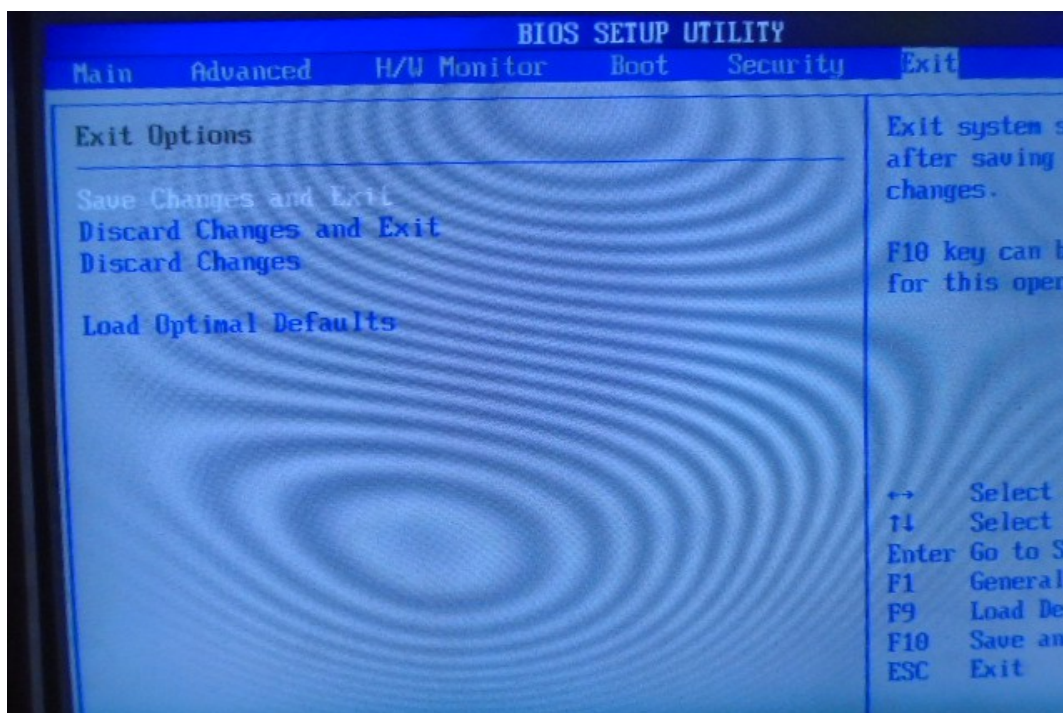 BIOS SETUP UTILITY
Main Advanced H/W Monitor Boot Security Exit
Exit Options
Save Changes and Exit
Discard Changes and Exit
Discard Changes
Load Optimal Defaults
Exit system s
after saving
changes.
F10 key can
for this oper
↔ Select
↑↓ Select
Enter Go to S
F1 General
F9 Load De
F10 Save an
ESC Exit